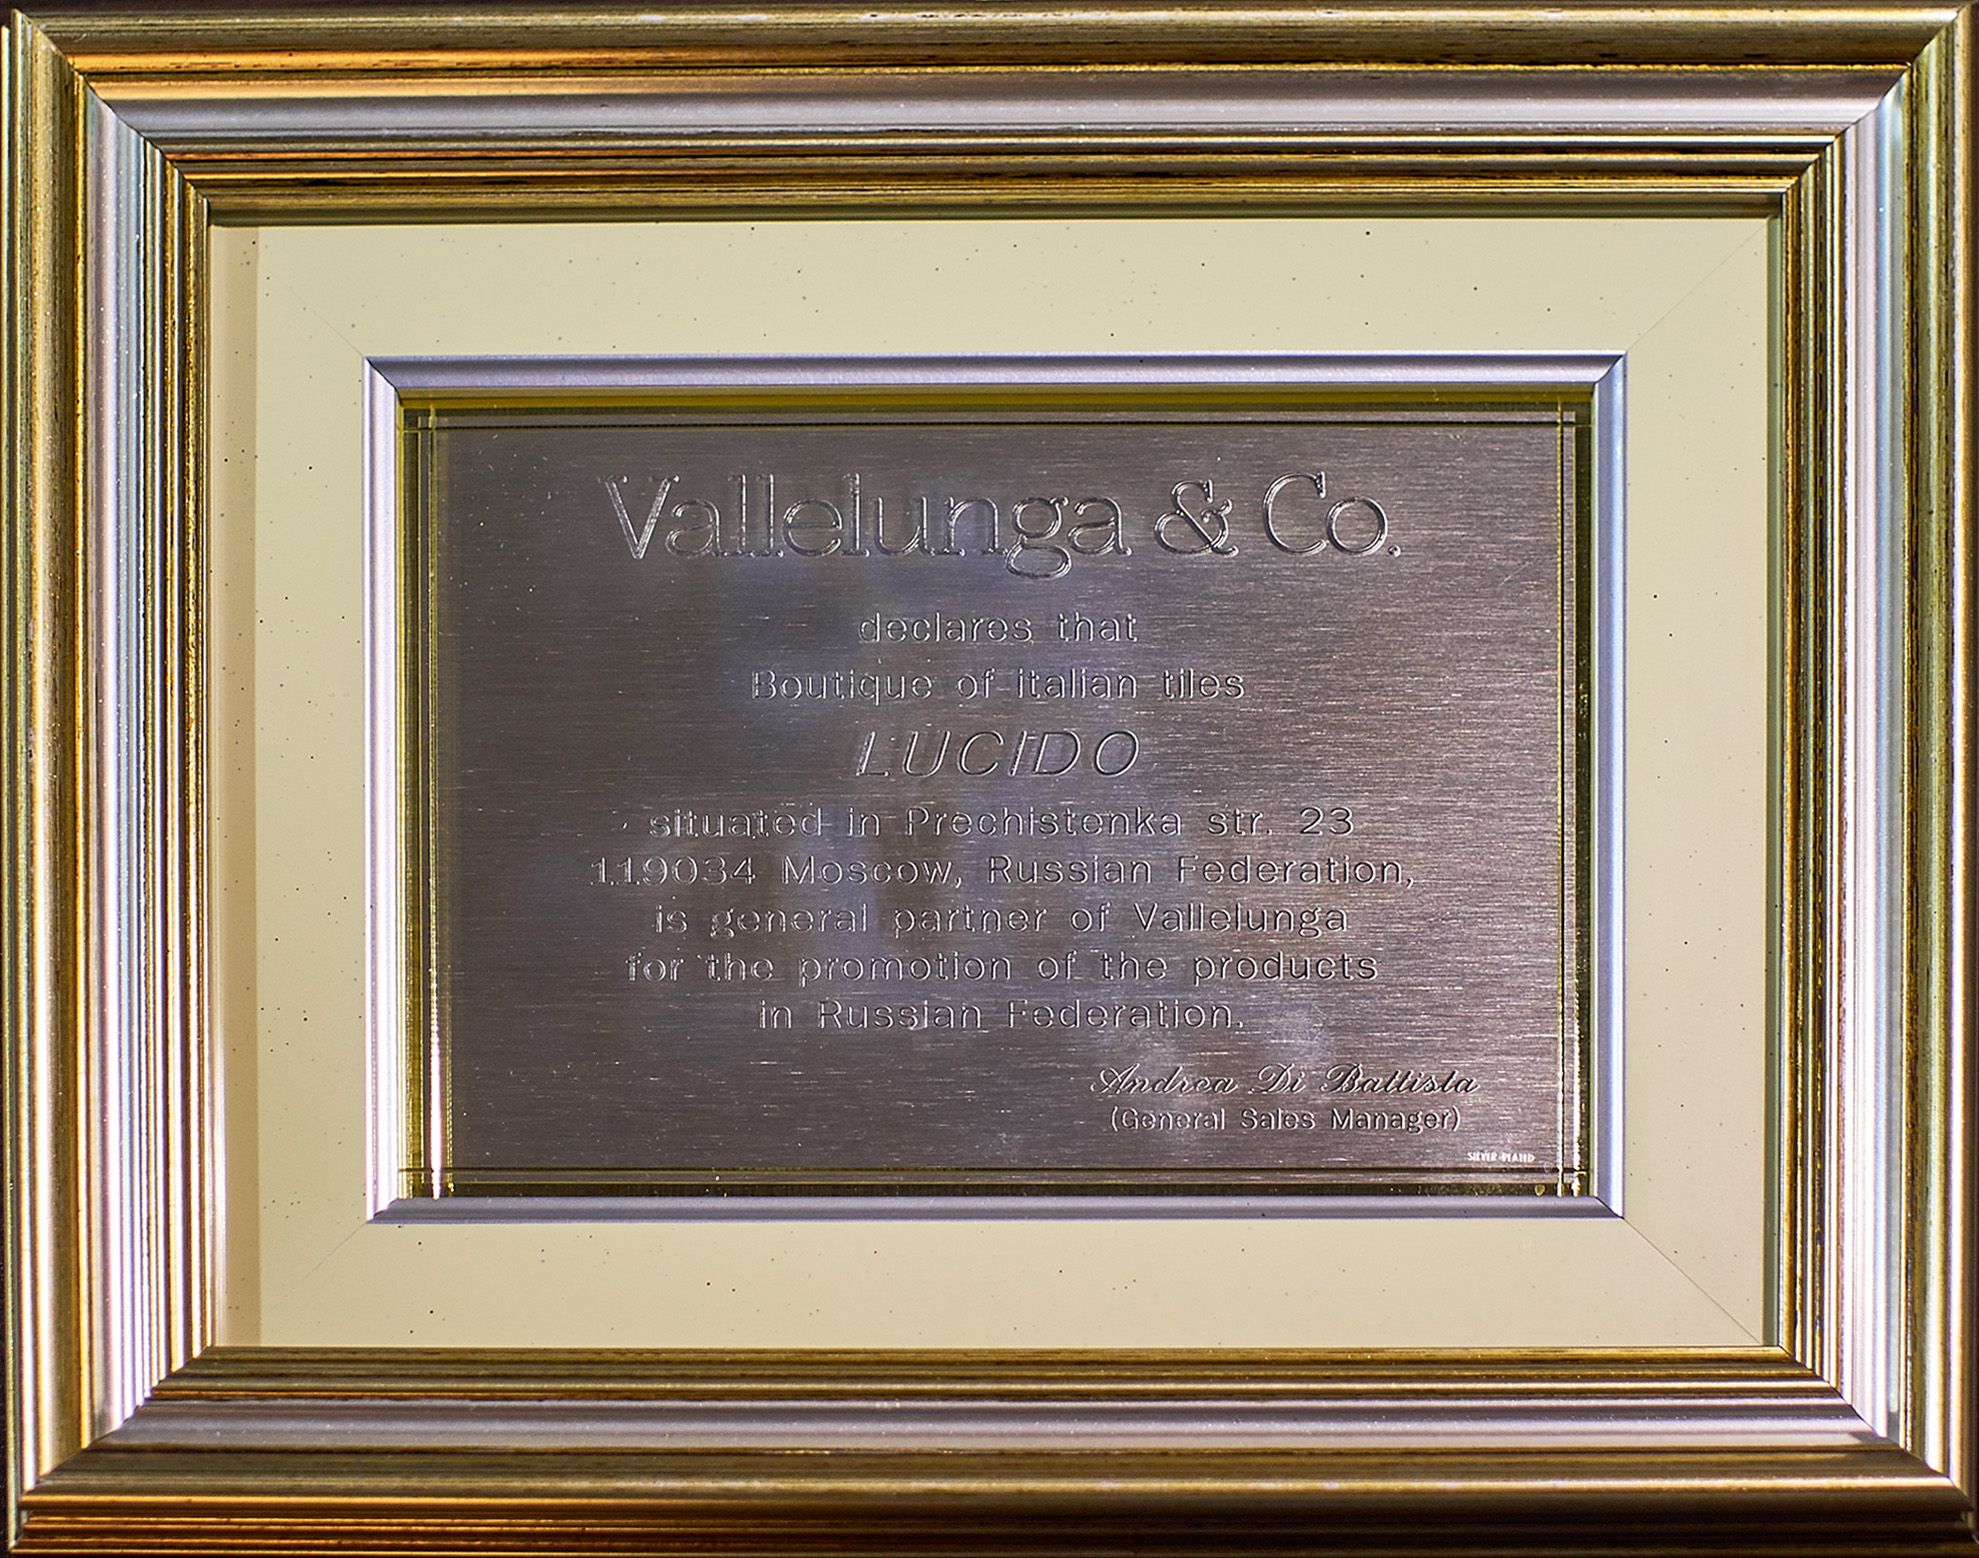 Vallelunga & Co.
declares that
Boutique of italian tiles
LUCIDO
situated in Prechistenka str. 23
119034 Moscow, Russian Federation,
is general partner of Vallelunga
for the promotion of the products
in Russian Federation.
Andrea Di Battista
(General Sales Manager)
SILVER PLATED